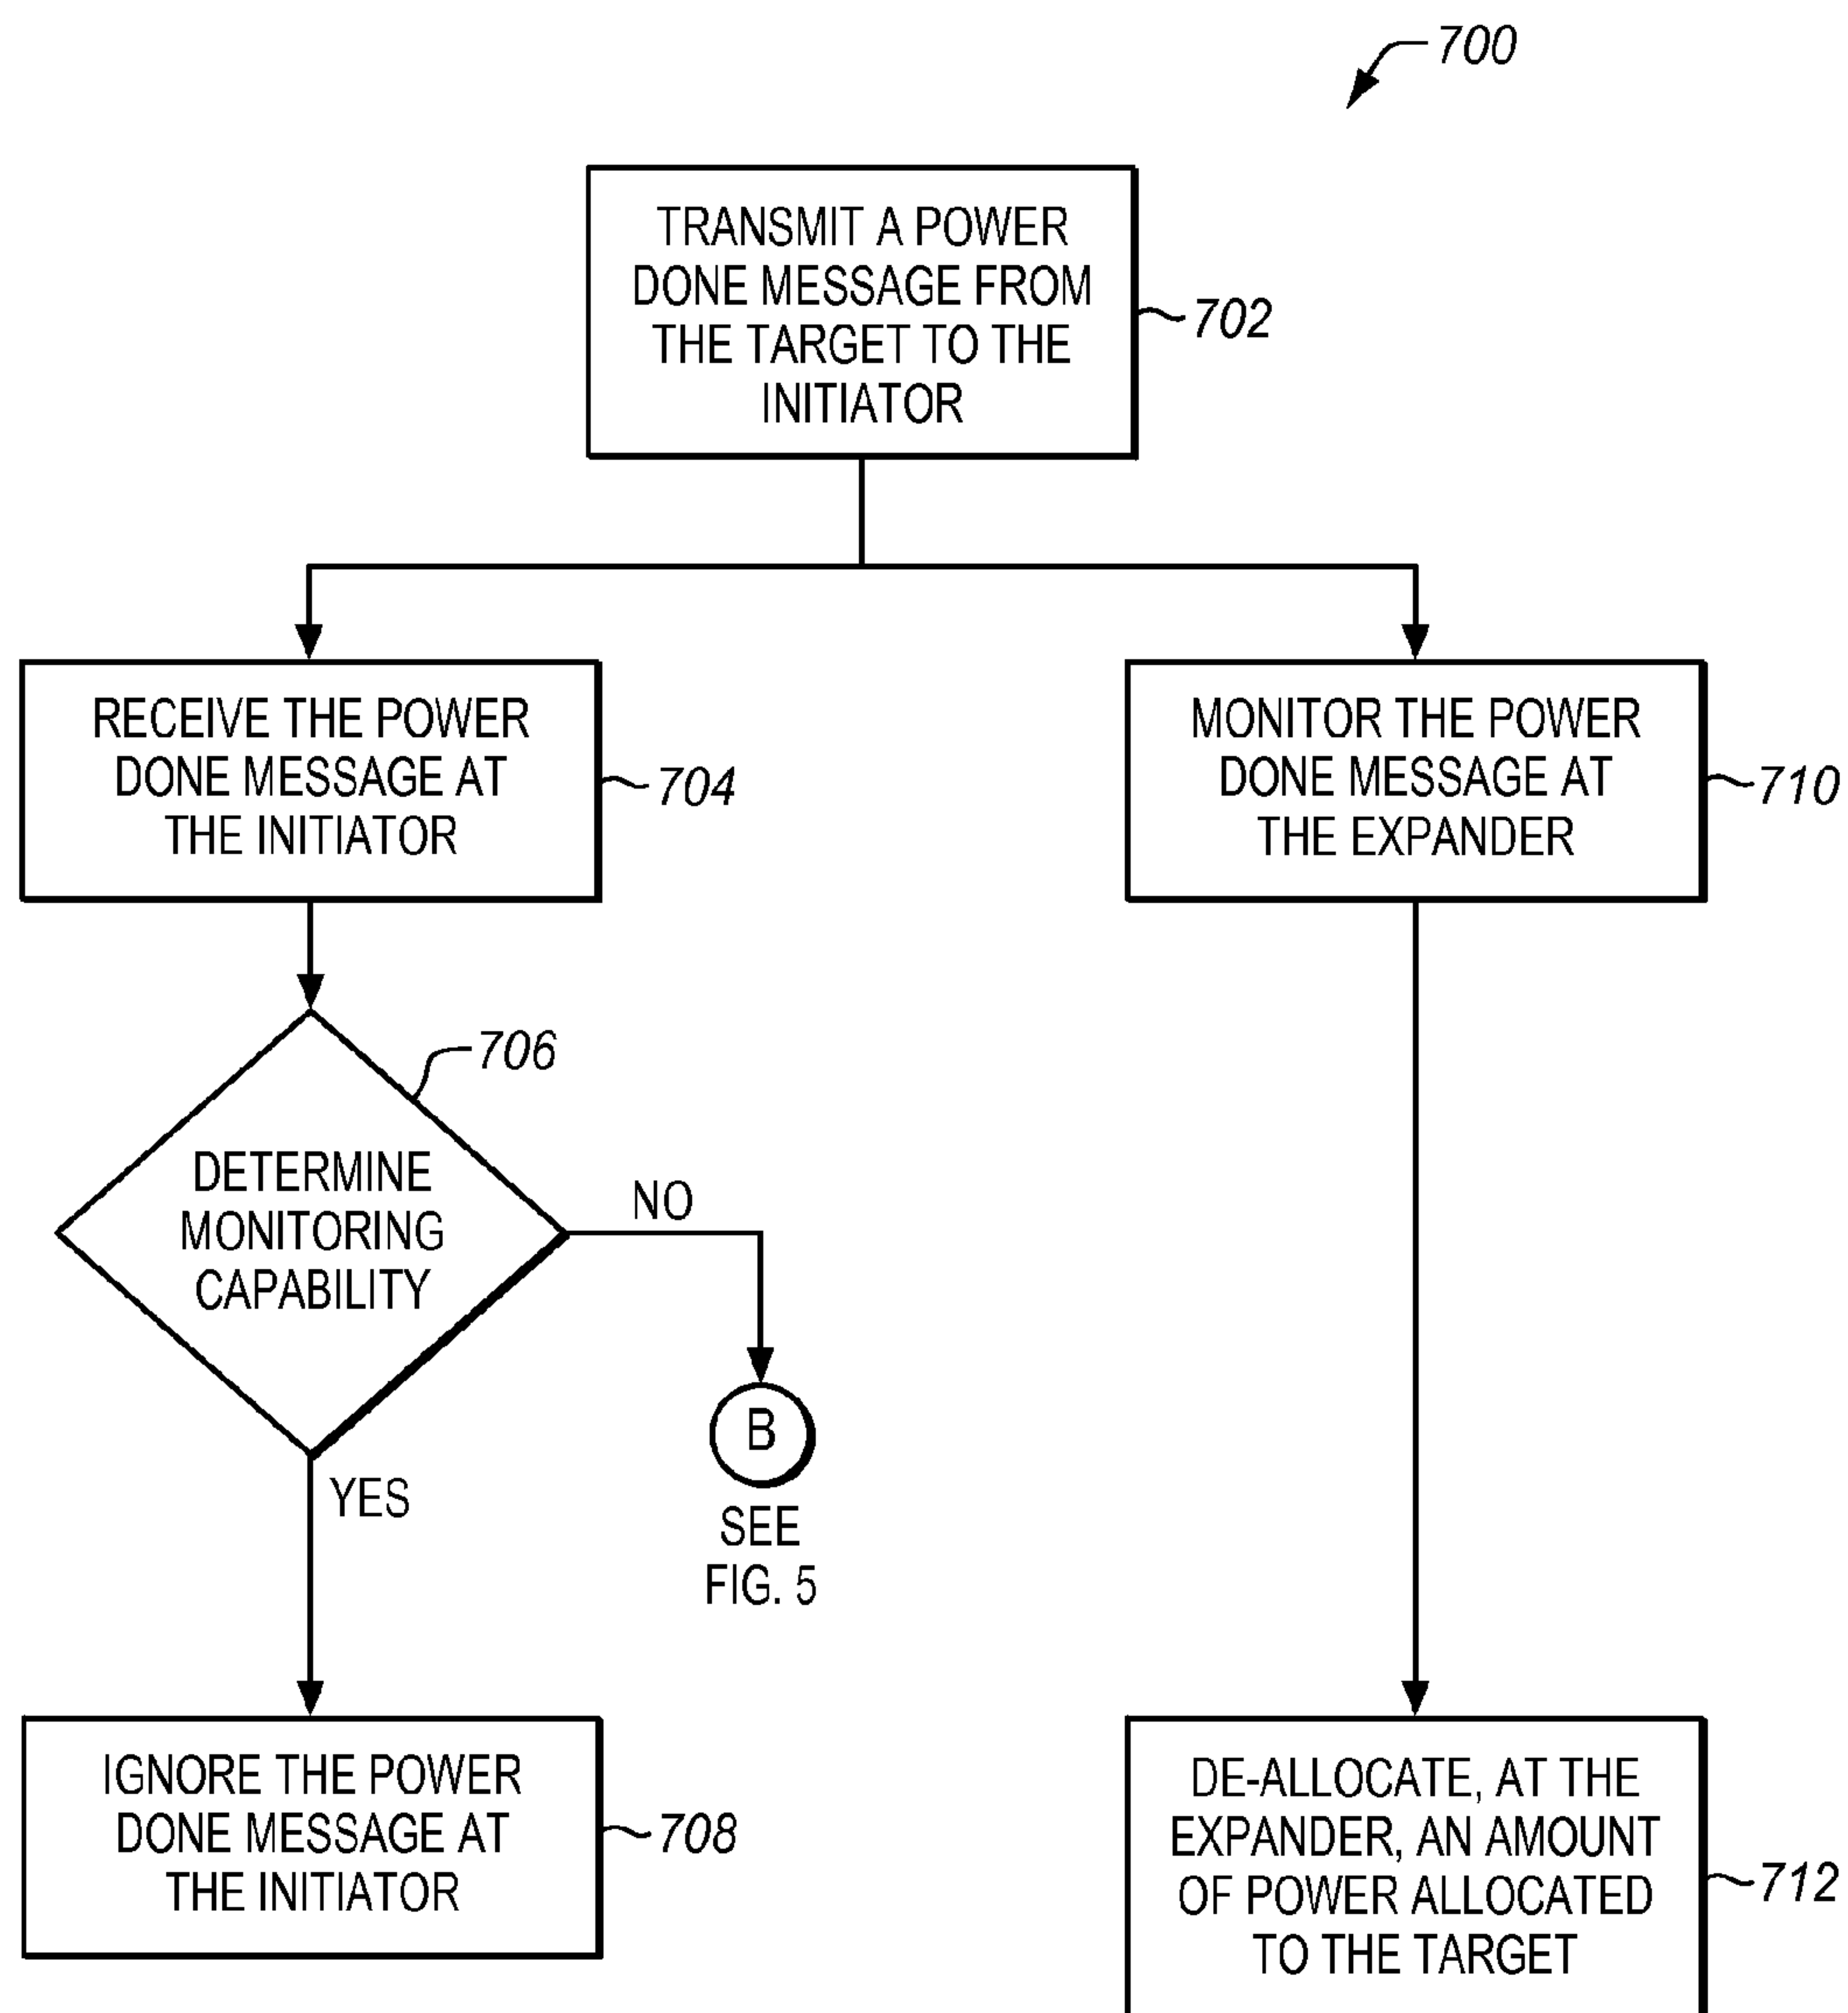 700
TRANSMIT A POWER
DONE MESSAGE FROM
THE TARGET TO THE
INITIATOR
702
RECEIVE THE POWER
DONE MESSAGE AT
THE INITIATOR
704
MONITOR THE POWER
DONE MESSAGE AT
THE EXPANDER
710
706
DETERMINE
MONITORING
CAPABILITY
NO
B
SEE
FIG. 5
YES
IGNORE THE POWER
DONE MESSAGE AT
THE INITIATOR
708
DE-ALLOCATE, AT THE
EXPANDER, AN AMOUNT
OF POWER ALLOCATED
TO THE TARGET
712